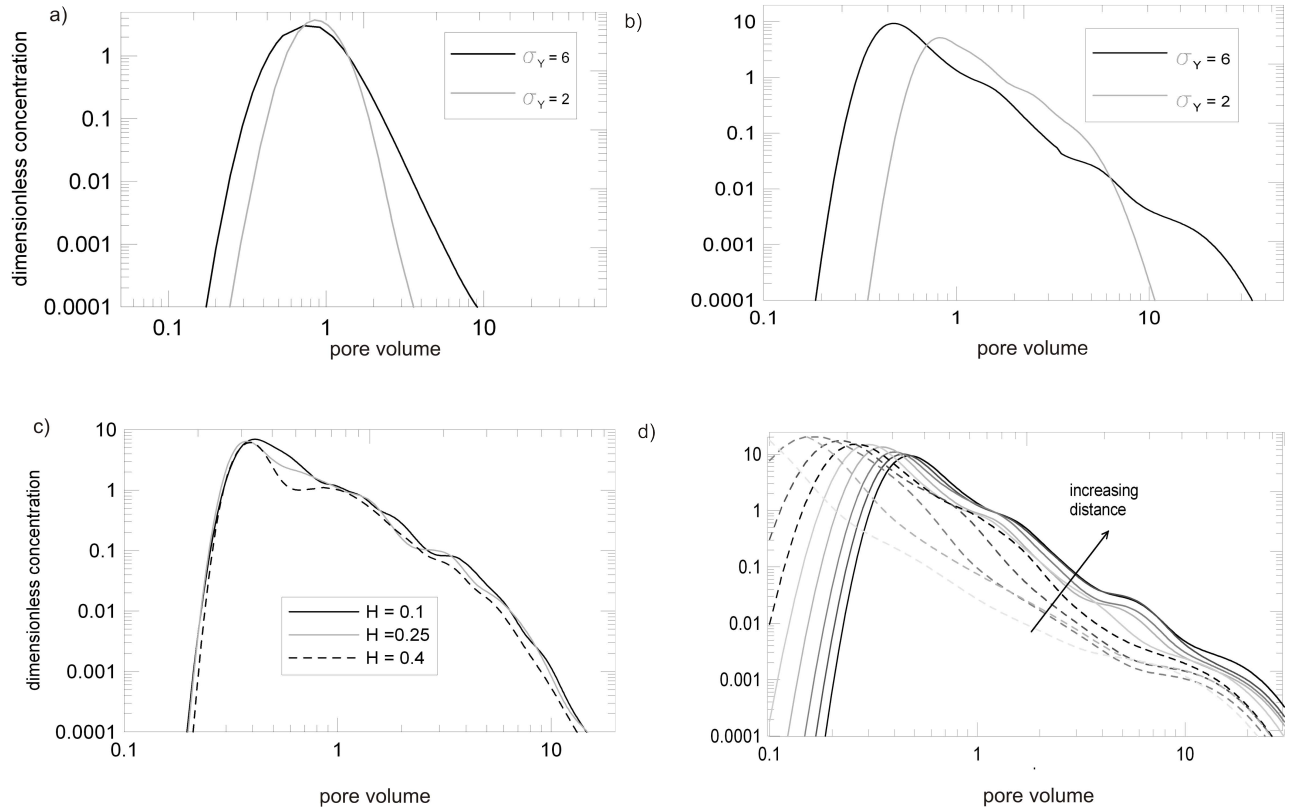 a)
dimensionless concentration
1
0.1
0.01
0.001
0.0001
0.1
1
10
pore volume
σY = 6
σY = 2
b)
10
1
0.1
0.01
0.001
0.0001
0.1
1
10
pore volume
σY = 6
σY = 2
c)
dimensionless concentration
10
1
0.1
0.01
0.001
0.0001
0.1
1
10
pore volume
H = 0.1
H =0.25
H = 0.4
d)
10
1
0.1
0.01
0.001
0.0001
0.1
1
10
pore volume
increasing
distance